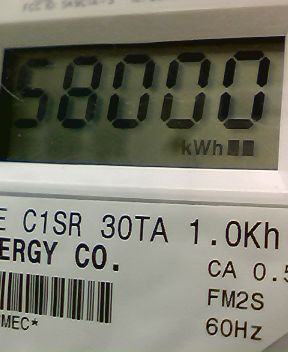 58000
kWh
E C1SR 30TA 1.0Kh
ERGY CO.
CA 0.5
FM2S
MEC*
60Hz